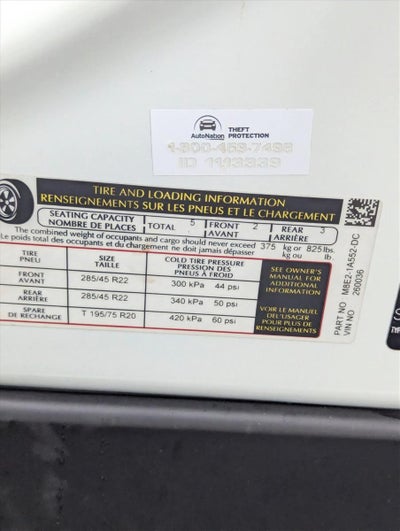 AutoNation THEFT PROTECTION
1-800-458-7498
ID 1193339
TIRE AND LOADING INFORMATION
RENSEIGNEMENTS SUR LES PNEUS ET LE CHARGEMENT
SEATING CAPACITY TOTAL 5 FRONT 2 REAR 3
NOMBRE DE PLACES AVANT ARRIÈRE
The combined weight of occupants and cargo should never exceed 375 kg or 825 lb.
Le poids total des occupants et du chargement ne doit jamais dépasser kg ou lb.
TIRE SIZE COLD TIRE PRESSURE
PNEU TAILLE PRESSION DES
PNEUS À FROID
FRONT 285/45 R22 300 kPa 44 psi
AVANT
REAR 285/45 R22 340 kPa 50 psi
ARRIÈRE
SPARE T 195/75 R20 420 kPa 60 psi
DE RECHANGE
SEE OWNER'S
MANUAL FOR
ADDITIONAL
INFORMATION
VOIR LE MANUEL
DE L'USAGER
POUR PLUS DE
RENSEIGNEMENTS
PART NO M8E2-1A552-DC
VIN NO 260036